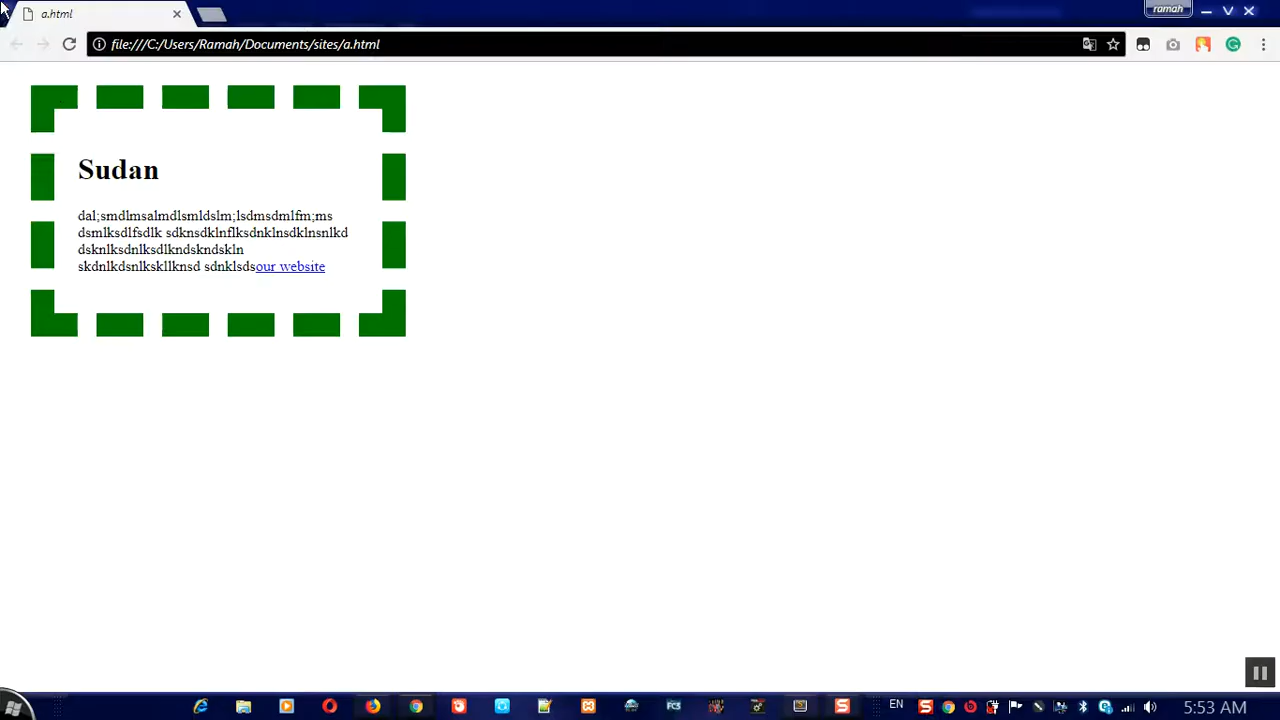 a.html
ramah
file:///C:/Users/Ramah/Documents/sites/a.html
Sudan
dal;smdlmsalmdlsmldslm;lsdmsdmlfm;ms
dsmlksdlfsdlk sdknsdklnflksdnklnsdklnsnlkd
dsknlksdnlksdlkndskndskln
skdnlkdsnlkskllknsd sdnklsdsour website
EN
5:53 AM